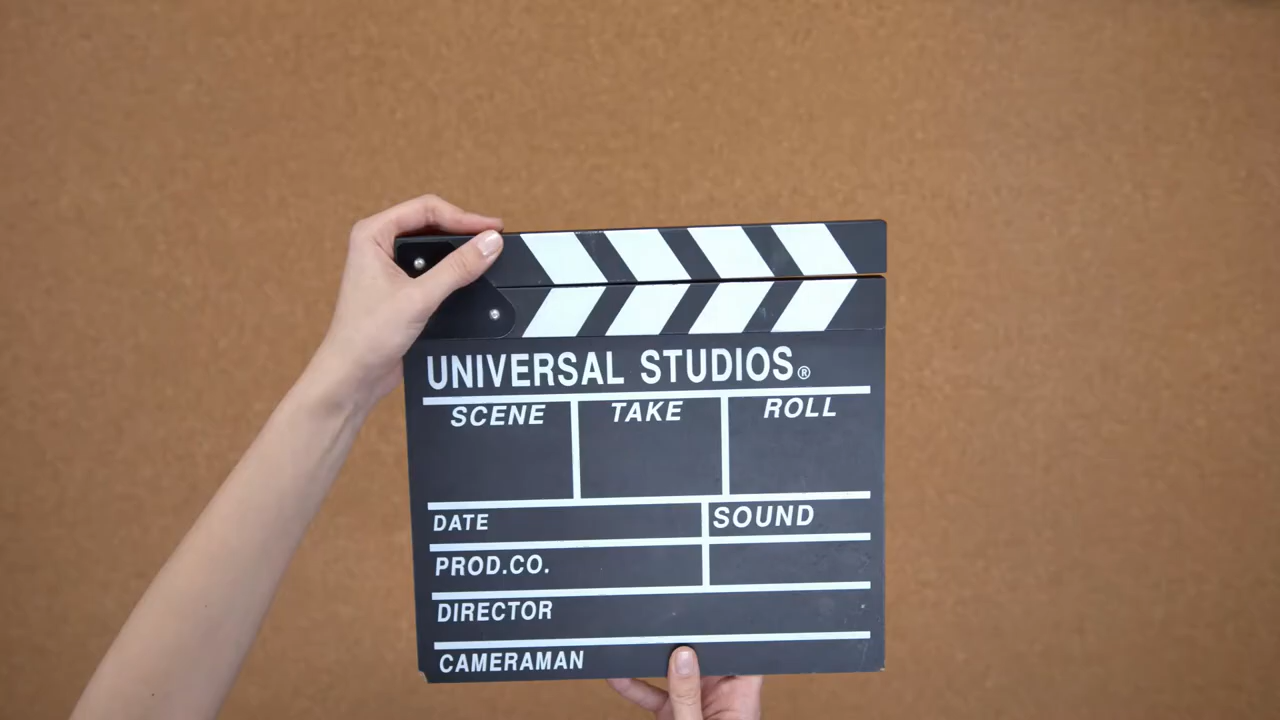 UNIVERSAL STUDIOS®
SCENE TAKE ROLL
DATE SOUND
PROD.CO.
DIRECTOR
CAMERAMAN